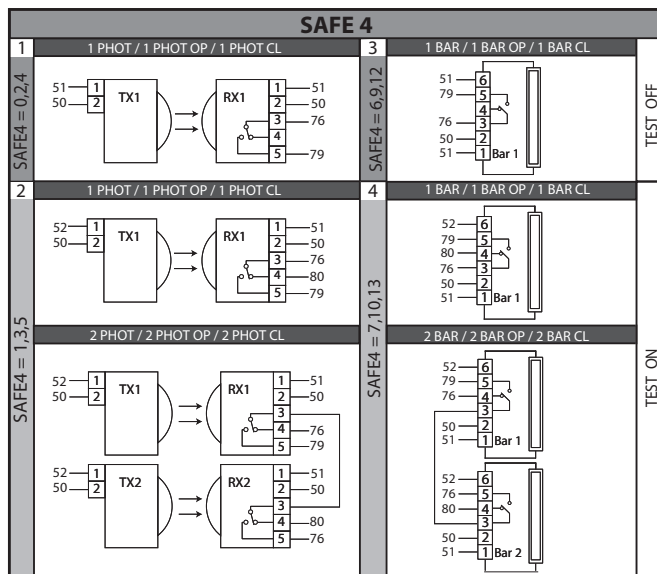 SAFE 4
1
1 PHOT / 1 PHOT OP / 1 PHOT CL
SAFE4 = 0,2,4
51 1
50 2
TX1
RX1
1 51
2 50
3 76
4
5 79
3
1 BAR / 1 BAR OP / 1 BAR CL
SAFE4 = 6,9,12
51 6
79 5
4
76 3
50 2
51 1 Bar 1
TEST OFF
2
1 PHOT / 1 PHOT OP / 1 PHOT CL
SAFE4 = 1,3,5
52 1
50 2
TX1
RX1
1 51
2 50
3 76
4 80
5 79
2 PHOT / 2 PHOT OP / 2 PHOT CL
52 1
50 2
TX1
RX1
1 51
2 50
3
4 76
5 79
52 1
50 2
TX2
RX2
1 51
2 50
3
4 80
5 76
4
1 BAR / 1 BAR OP / 1 BAR CL
SAFE4 = 7,10,13
52 6
79 5
80 4
76 3
50 2
51 1 Bar 1
2 BAR / 2 BAR OP / 2 BAR CL
52 6
79 5
76 4
3
50 2
51 1 Bar 1
52 6
76 5
80 4
3
50 2
51 1 Bar 2
TEST ON